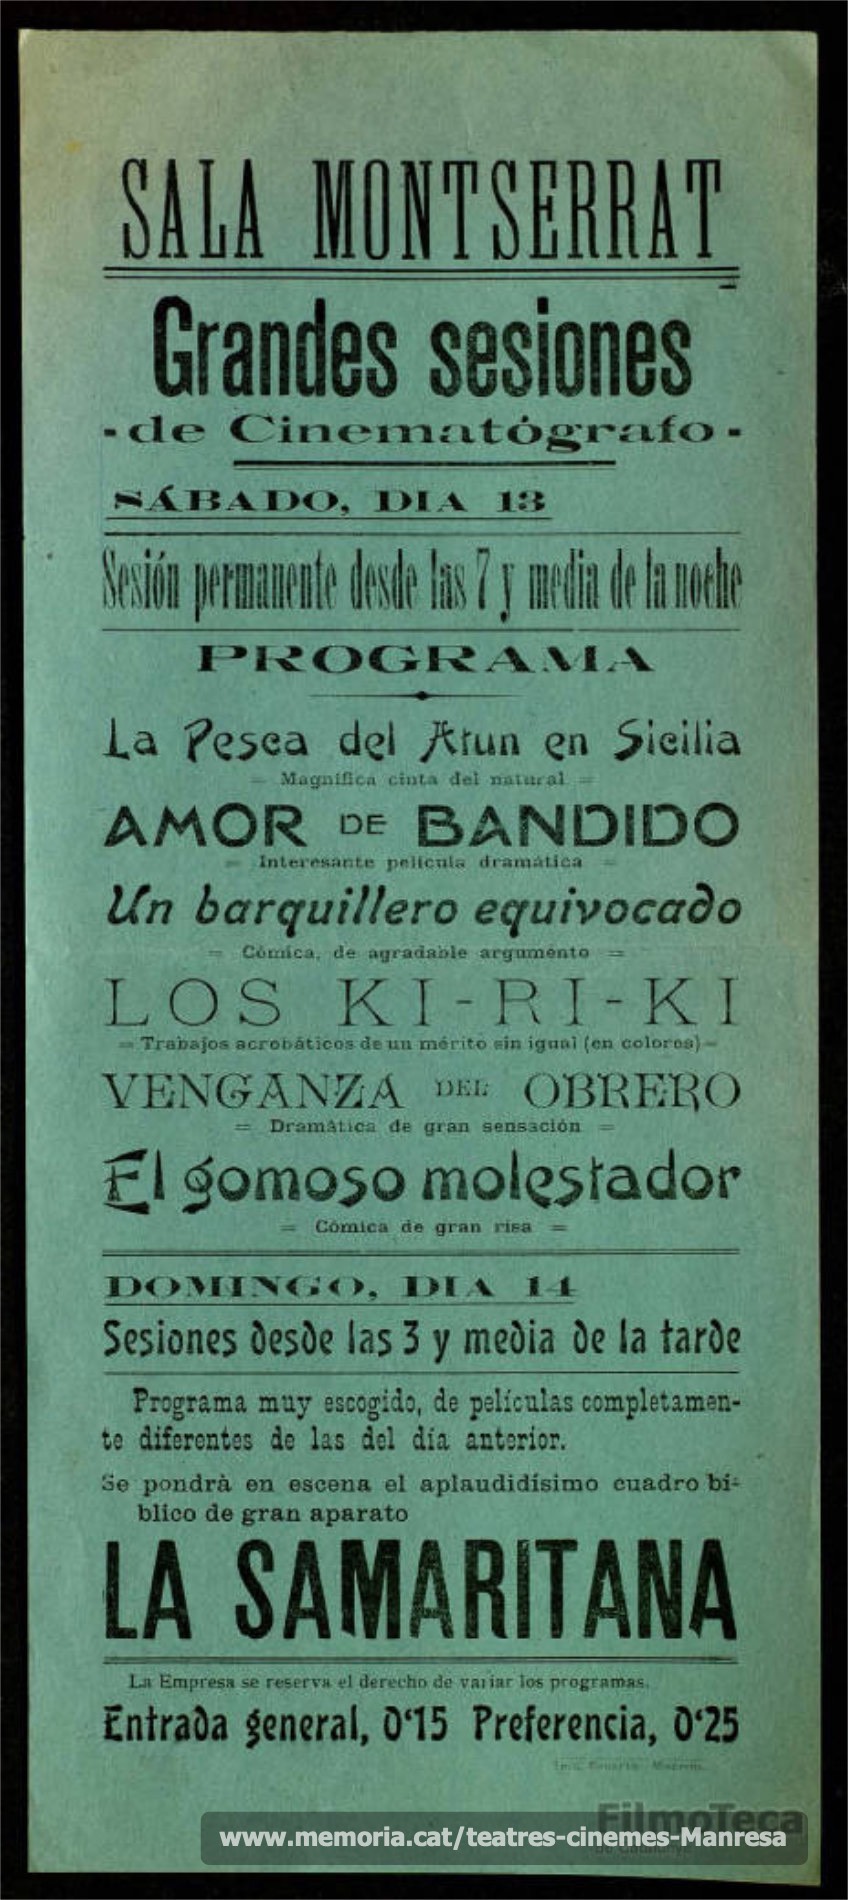 SALA MONTSERRAT
Grandes sesiones
- de Cinematógrafo -
SÁBADO, DIA 13
Sesión permanente desde las 7 y media de la noche
PROGRAMA
La Pesca del Atun en Sicilia
= Magnífica cinta del natural =
AMOR DE BANDIDO
= Interesante película dramática =
Un barquillero equivocado
= Cómica, de agradable argumento =
LOS KI-RI-KI
= Trabajos acrobáticos de un mérito sin igual (en colores) =
VENGANZA DEL OBRERO
= Dramática de gran sensación =
El gomoso molestador
= Cómica de gran risa =
DOMINGO, DIA 14
Sesiones desde las 3 y media de la tarde
Programa muy escogido, de películas completamen-
te diferentes de las del día anterior.
Se pondrà en escena el aplaudidísimo cuadro bí-
blico de gran aparato
LA SAMARITANA
La Empresa se reserva el derecho de variar los programas.
Entrada general, 0'15 Preferencia, 0'25
FilmoTeca
de Catalunya
www.memoria.cat/teatres-cinemes-Manresa